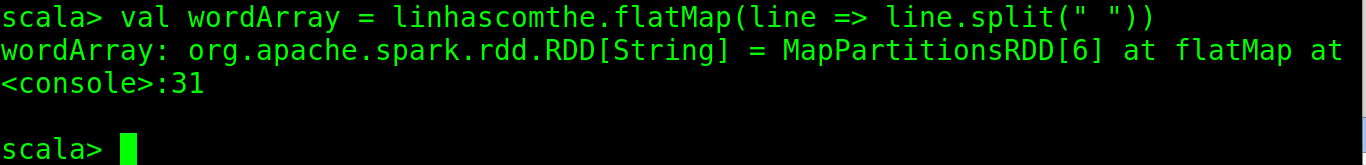 scala> val wordArray = linhascomthe.flatMap(line => line.split(" "))
wordArray: org.apache.spark.rdd.RDD[String] = MapPartitionsRDD[6] at flatMap at
<console>:31
scala>